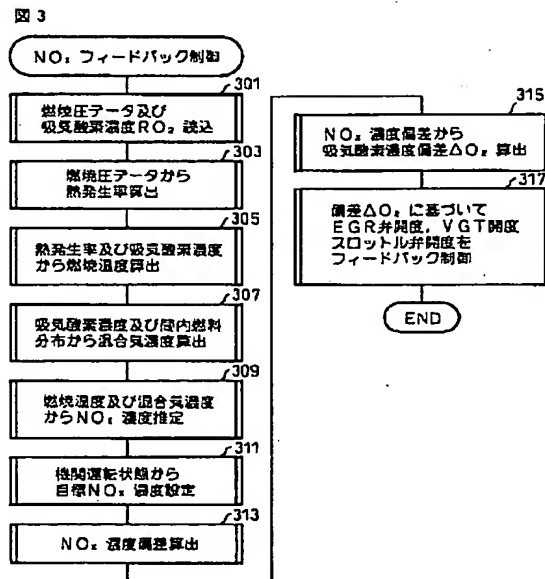 図 3
NOx フィードバック制御
301
燃焼圧データ及び
吸気酸素濃度RO₂ 読込
303
燃焼圧データから
熱発生率算出
305
熱発生率及び吸気酸素濃度
から燃焼温度算出
307
吸気酸素濃度及び筒内燃料
分布から混合気濃度算出
309
燃焼温度及び混合気濃度
からNOx 濃度推定
311
機関運転状態から
目標NOx 濃度設定
313
NOx 濃度偏差算出
315
NOx 濃度偏差から
吸気酸素濃度偏差ΔO₂ 算出
317
偏差ΔO₂ に基づいて
EGR弁開度，VGT開度
スロットル弁開度を
フィードバック制御
END